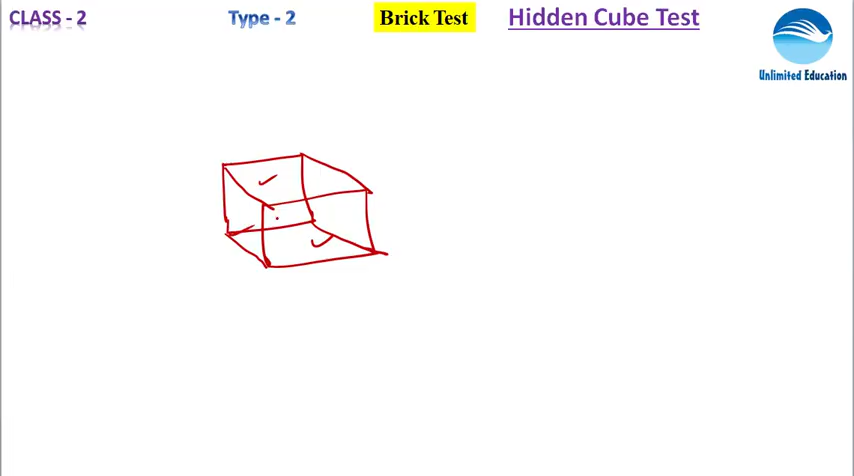 CLASS - 2
Type - 2
Brick Test
Hidden Cube Test
Unlimited Education